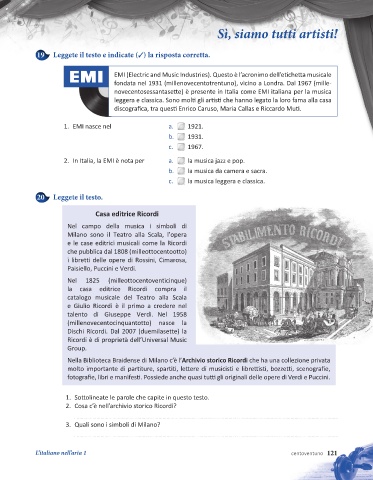 Sì, siamo tutti artisti!
19 Leggete il testo e indicate (✓) la risposta corretta.
EMI
EMI (Electric and Music Industries). Questo è l'acronimo dell'etichetta musicale
fondata nel 1931 (millenovecentotrentuno), vicino a Londra. Dal 1967 (mille-
novecentosessantasette) è presente in Italia come EMI italiana per la musica
leggera e classica. Sono molti gli artisti che hanno legato la loro fama alla casa
discografica, tra questi Enrico Caruso, Maria Callas e Riccardo Muti.
1. EMI nasce nel
a. 1921.
b. 1931.
c. 1967.
2. In Italia, la EMI è nota per
a. la musica jazz e pop.
b. la musica da camera e sacra.
c. la musica leggera e classica.
20 Leggete il testo.
Casa editrice Ricordi
Nel campo della musica i simboli di
Milano sono il Teatro alla Scala, l'opera
e le case editrici musicali come la Ricordi
che pubblica dal 1808 (milleottocentootto)
i libretti delle opere di Rossini, Cimarosa,
Paisiello, Puccini e Verdi.
Nel 1825 (milleottocentoventicinque)
la casa editrice Ricordi compra il
catalogo musicale del Teatro alla Scala
e Giulio Ricordi è il primo a credere nel
talento di Giuseppe Verdi. Nel 1958
(millenovecentocinquantotto) nasce la
Dischi Ricordi. Dal 2007 (duemilasette) la
Ricordi è di proprietà dell'Universal Music
Group.
STABILIMENTO RICORDI
Nella Biblioteca Braidense di Milano c'è l'Archivio storico Ricordi che ha una collezione privata
molto importante di partiture, spartiti, lettere di musicisti e librettisti, bozzetti, scenografie,
fotografie, libri e manifesti. Possiede anche quasi tutti gli originali delle opere di Verdi e Puccini.
1. Sottolineate le parole che capite in questo testo.
2. Cosa c'è nell'archivio storico Ricordi?
3. Quali sono i simboli di Milano?
L'italiano nell'aria 1
centoventuno 121